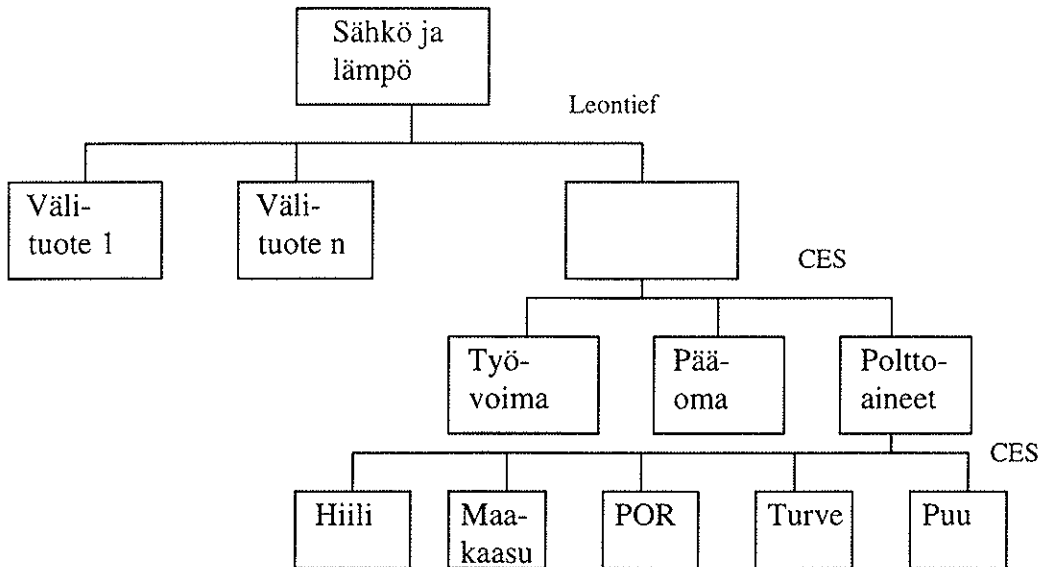 Sähkö ja
lämpö
Leontief
Väli-
tuote 1
Väli-
tuote n
CES
Työ-
voima
Pää-
oma
Poltto-
aineet
CES
Hiili
Maa-
kaasu
POR
Turve
Puu